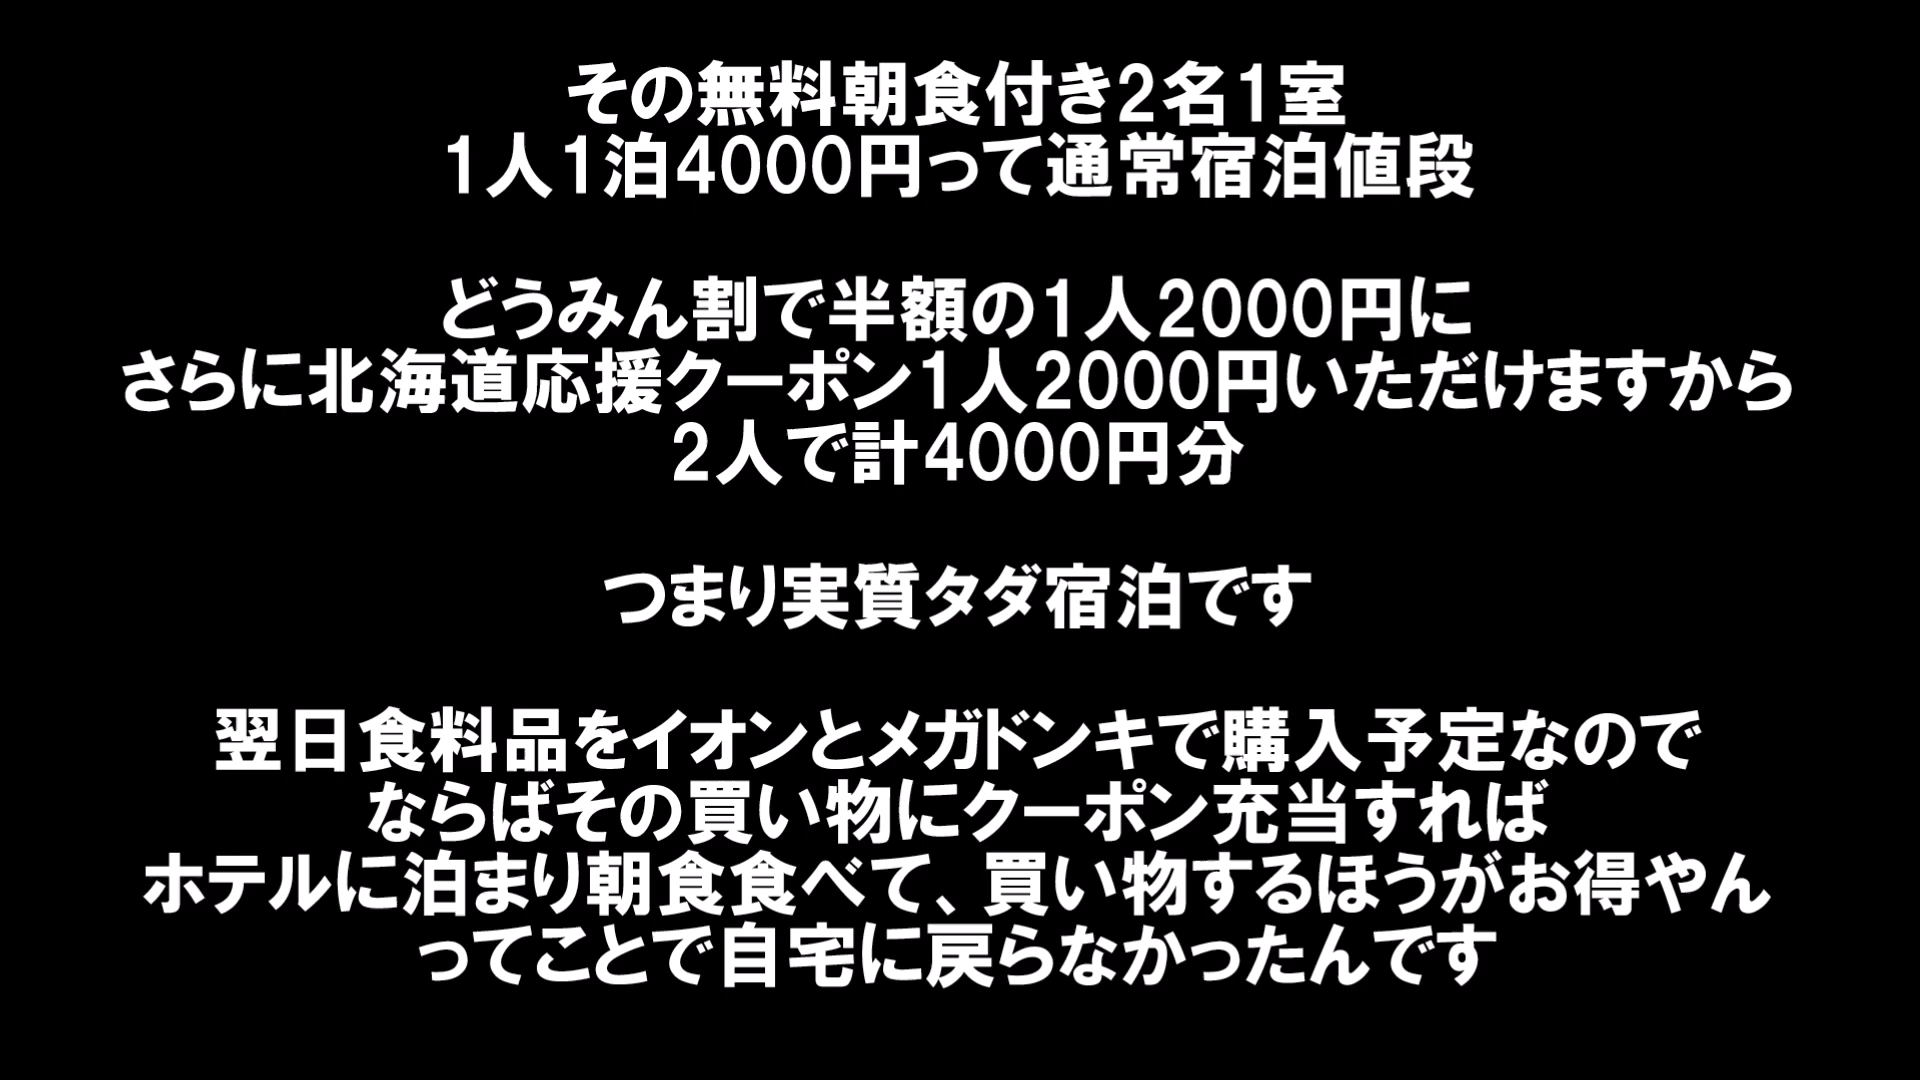 その無料朝食付き2名1室
1人1泊4000円って通常宿泊値段
どうみん割で半額の1人2000円に
さらに北海道応援クーポン1人2000円いただけますから
2人で計4000円分
つまり実質タダ宿泊です
翌日食料品をイオンとメガドンキで購入予定なので
ならばその買い物にクーポン充当すれば
ホテルに泊まり朝食食べて、買い物するほうがお得やん
ってことで自宅に戻らなかったんです